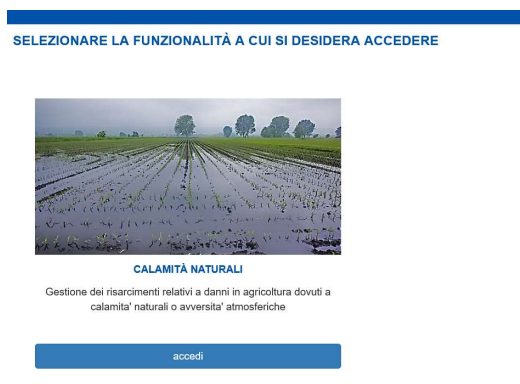 SELEZIONARE LA FUNZIONALITÀ A CUI SI DESIDERA ACCEDERE
CALAMITÀ NATURALI
Gestione dei risarcimenti relativi a danni in agricoltura dovuti a
calamita' naturali o avversita' atmosferiche
accedi